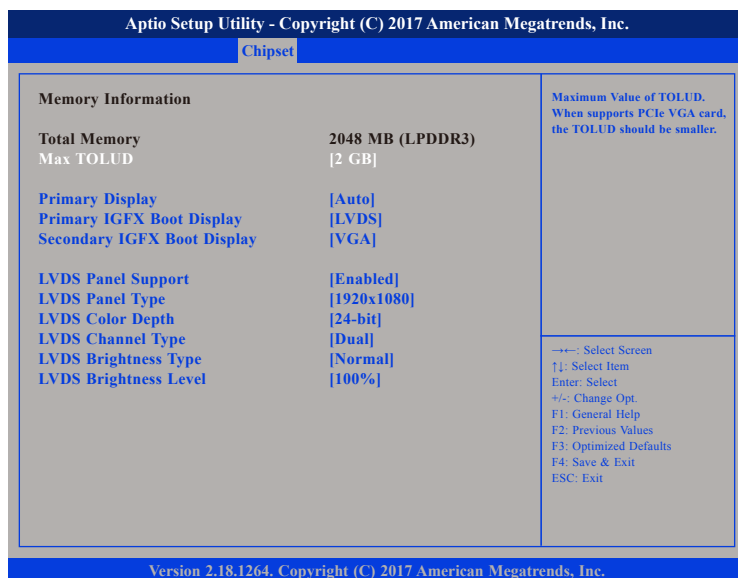 Aptio Setup Utility - Copyright (C) 2017 American Megatrends, Inc.
Chipset
Memory Information
Total Memory 2048 MB (LPDDR3)
Max TOLUD [2 GB]
Primary Display [Auto]
Primary IGFX Boot Display [LVDS]
Secondary IGFX Boot Display [VGA]
LVDS Panel Support [Enabled]
LVDS Panel Type [1920x1080]
LVDS Color Depth [24-bit]
LVDS Channel Type [Dual]
LVDS Brightness Type [Normal]
LVDS Brightness Level [100%]
Maximum Value of TOLUD.
When supports PCIe VGA card,
the TOLUD should be smaller.
→←: Select Screen
↑↓: Select Item
Enter: Select
+/-: Change Opt.
F1: General Help
F2: Previous Values
F3: Optimized Defaults
F4: Save & Exit
ESC: Exit
Version 2.18.1264. Copyright (C) 2017 American Megatrends, Inc.